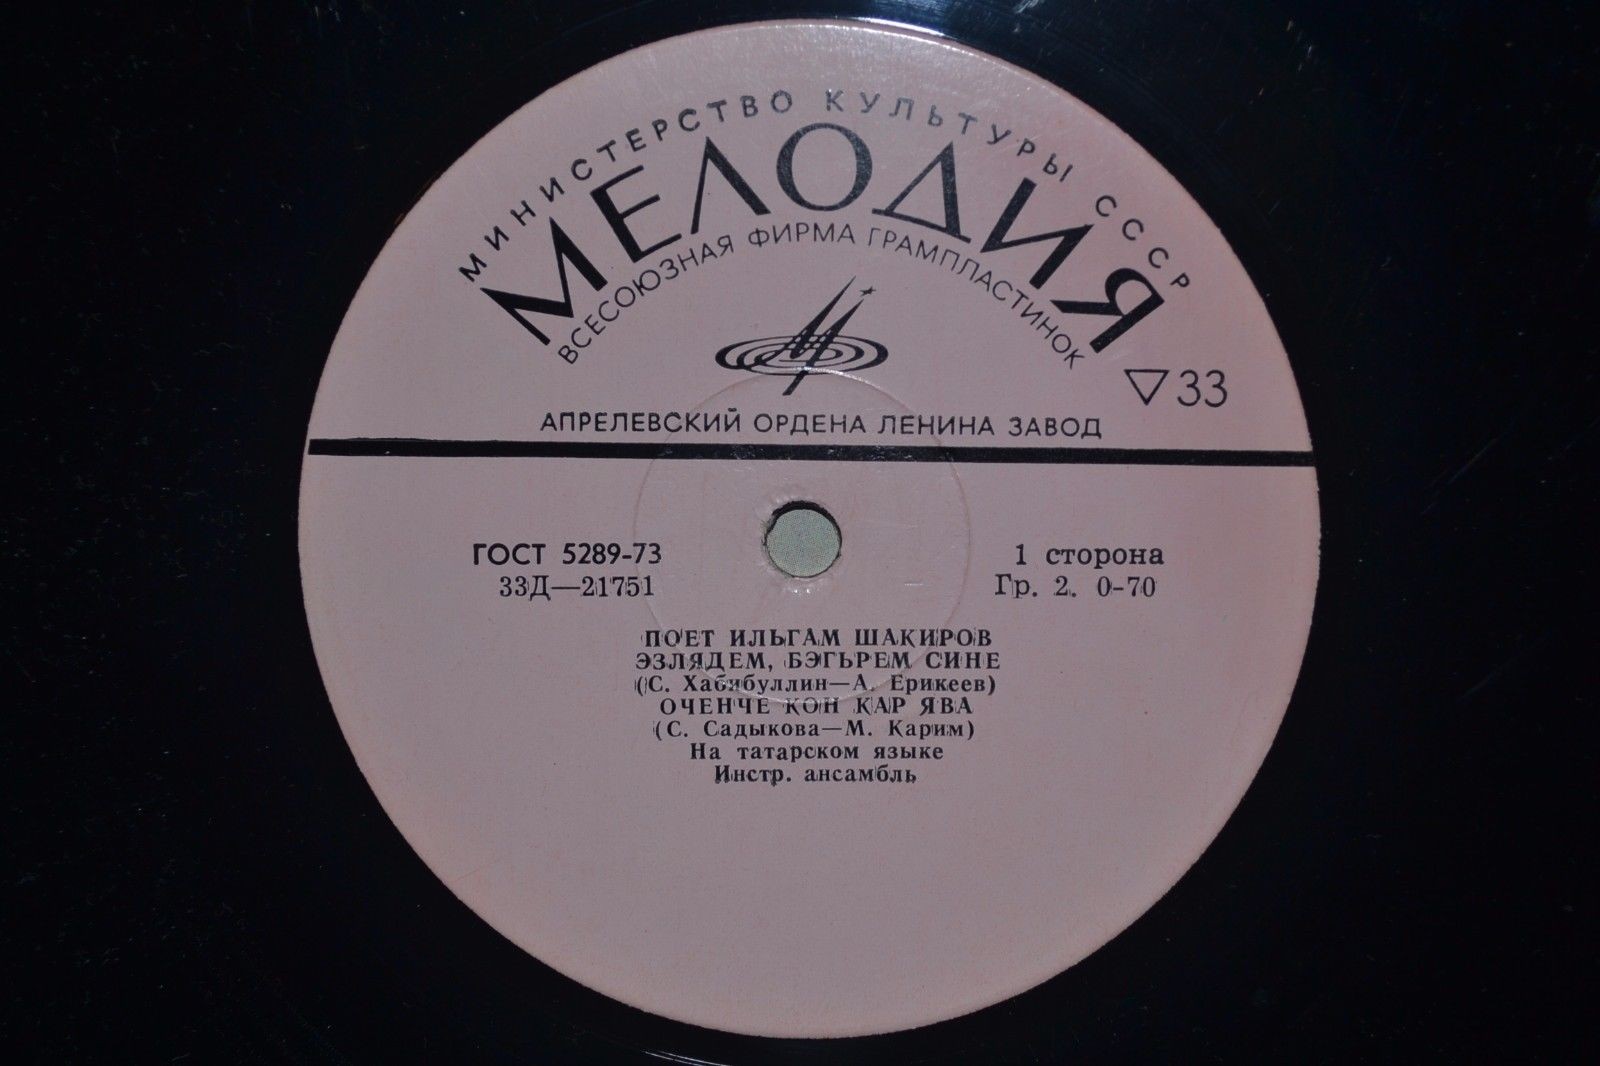 МИНИСТЕРСТВО КУЛЬТУРЫ СССР
МЕЛОДИЯ
ВСЕСОЮЗНАЯ ФИРМА ГРАМПЛАСТИНОК
33
АПРЕЛЕВСКИЙ ОРДЕНА ЛЕНИНА ЗАВОД
ГОСТ 5289-73
33Д—21751
1 сторона
Гр. 2. 0-70
ПОЕТ ИЛЬГАМ ШАКИРОВ
ЭЗЛЯДЕМ, БЭГЬРЕМ СИНЕ
(С. Хабибуллин—А. Ерикеев)
ОЧЕНЧЕ КОН КАР ЯВА
(С. Садыкова—М. Карим)
На татарском языке
Инстр. ансамбль